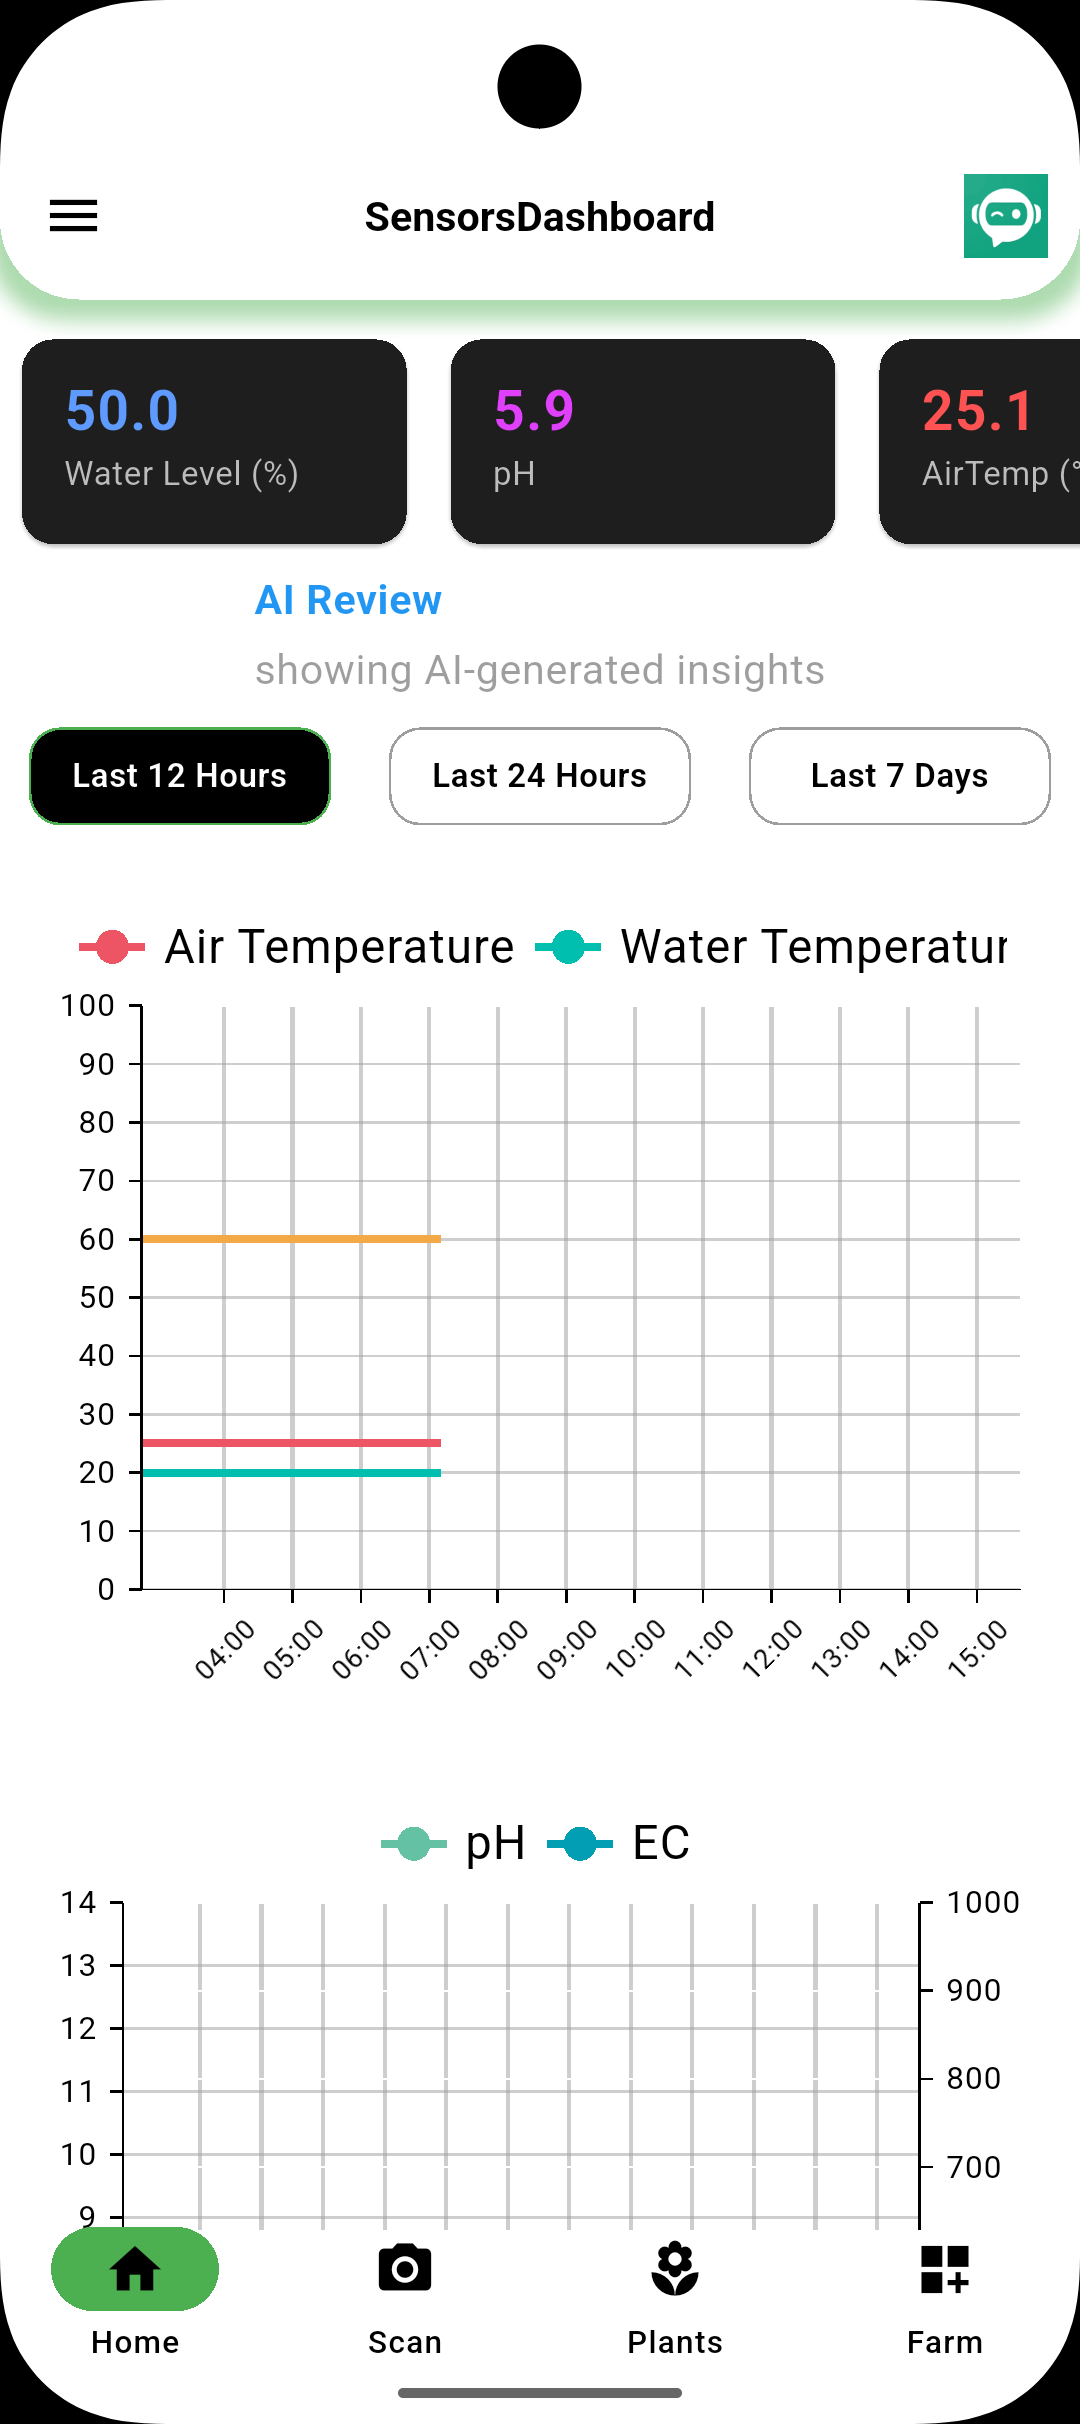 SensorsDashboard
50.0
Water Level (%)
5.9
pH
25.1
AirTemp (°
AI Review
showing AI-generated insights
Last 12 Hours
Last 24 Hours
Last 7 Days
Air Temperature
Water Temperatur
100
90
80
70
60
50
40
30
20
10
0
04:00
05:00
06:00
07:00
08:00
09:00
10:00
11:00
12:00
13:00
14:00
15:00
pH
EC
14
13
12
11
10
9
1000
900
800
700
Home
Scan
Plants
Farm